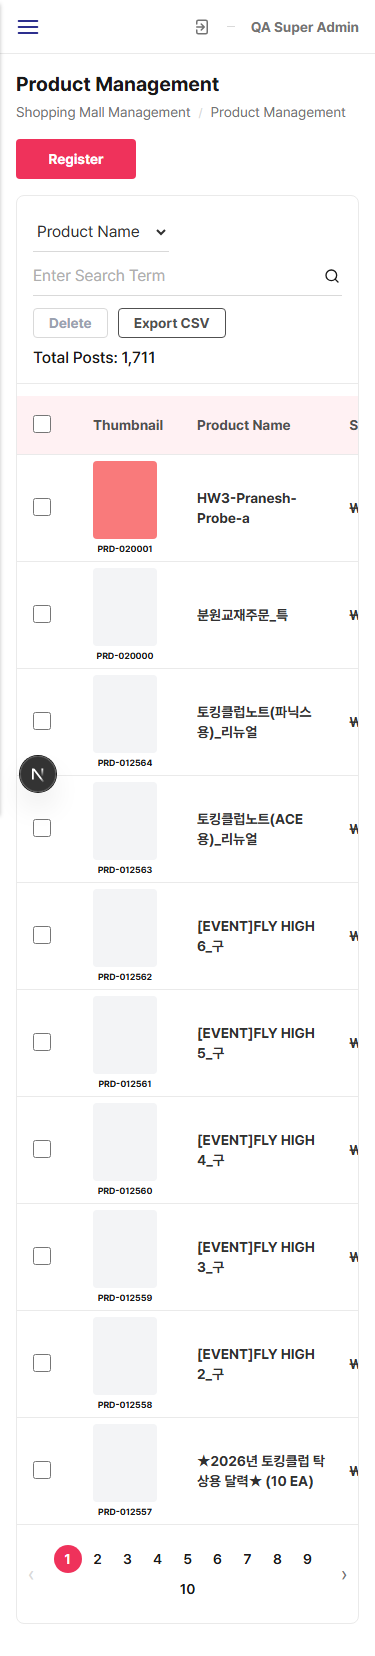 QA Super Admin
Product Management
Shopping Mall Management / Product Management
Register
Product Name
Enter Search Term
Delete Export CSV
Total Posts: 1,711
Thumbnail Product Name S
HW3-Pranesh-
Probe-a
₩
PRD-020001
분원교재주문_특
₩
PRD-020000
토킹클럽노트(파닉스
용)_리뉴얼
₩
PRD-012564
N
토킹클럽노트(ACE
용)_리뉴얼
₩
PRD-012563
[EVENT]FLY HIGH
6_구
₩
PRD-012562
[EVENT]FLY HIGH
5_구
₩
PRD-012561
[EVENT]FLY HIGH
4_구
₩
PRD-012560
[EVENT]FLY HIGH
3_구
₩
PRD-012559
[EVENT]FLY HIGH
2_구
₩
PRD-012558
★2026년 토킹클럽 탁
상용 달력★ (10 EA)
₩
PRD-012557
‹ 1 2 3 4 5 6 7 8 9 ›
10